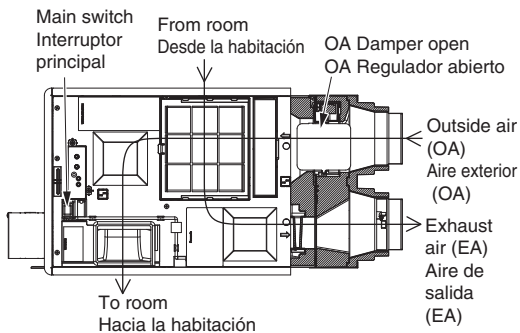 Main switch
Interruptor
principal
From room
Desde la habitación
OA Damper open
OA Regulador abierto
Outside air
(OA)
Aire exterior
(OA)
Exhaust
air (EA)
Aire de
salida
(EA)
To room
Hacia la habitación